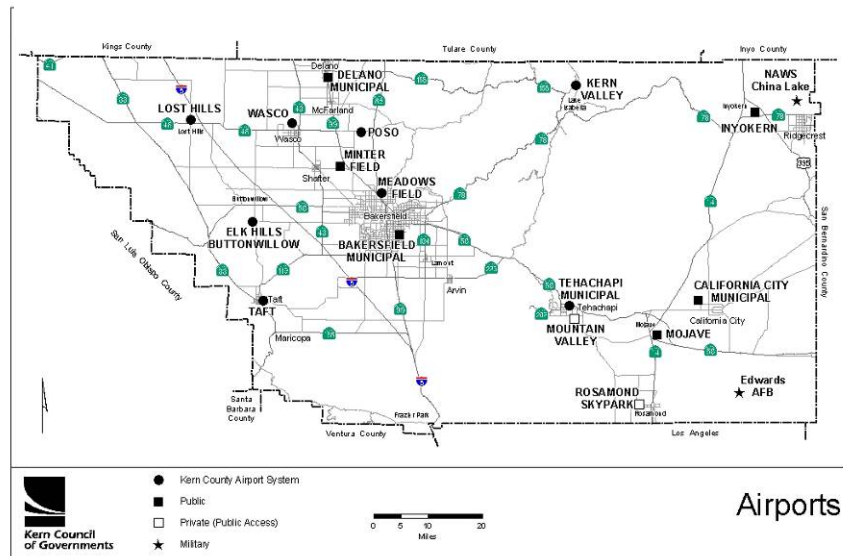 Kings County
Tulare County
Inyo County
Delano
DELANO
MUNICIPAL
McFarland
KERN
VALLEY
Lake
Isabella
NAWS
China Lake
LOST HILLS
Lost Hills
WASCO
Wasco
POSO
Inyokern
INYOKERN
Ridgecrest
MINTER
FIELD
Shafter
MEADOWS
FIELD
Buttonwillow
Bakersfield
ELK HILLS
BUTTONWILLOW
BAKERSFIELD
MUNICIPAL
Lamont
Arvin
San Luis Obispo County
San Bernardino County
TEHACHAPI
MUNICIPAL
Tehachapi
MOUNTAIN
VALLEY
CALIFORNIA CITY
MUNICIPAL
California City
Mojave
MOJAVE
Taft
TAFT
Maricopa
Edwards
AFB
ROSAMOND
SKYPARK
Rosamond
Santa
Barbara
County
Frazier Park
Ventura County
Los Angeles
Kern Council
of Governments
Kern County Airport System
Public
Private (Public Access)
Military
0 5 10 20
Miles
Airports